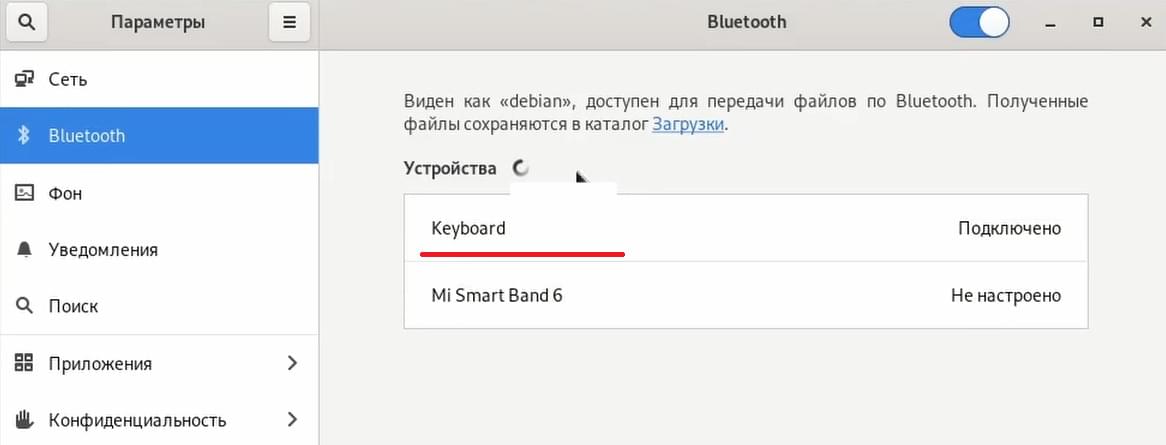 Параметры
Bluetooth
Сеть
Bluetooth
Фон
Уведомления
Поиск
Приложения
Конфиденциальность
Виден как «debian», доступен для передачи файлов по Bluetooth. Полученные
файлы сохраняются в каталог Загрузки.
Устройства
Keyboard Подключено
Mi Smart Band 6 Не настроено